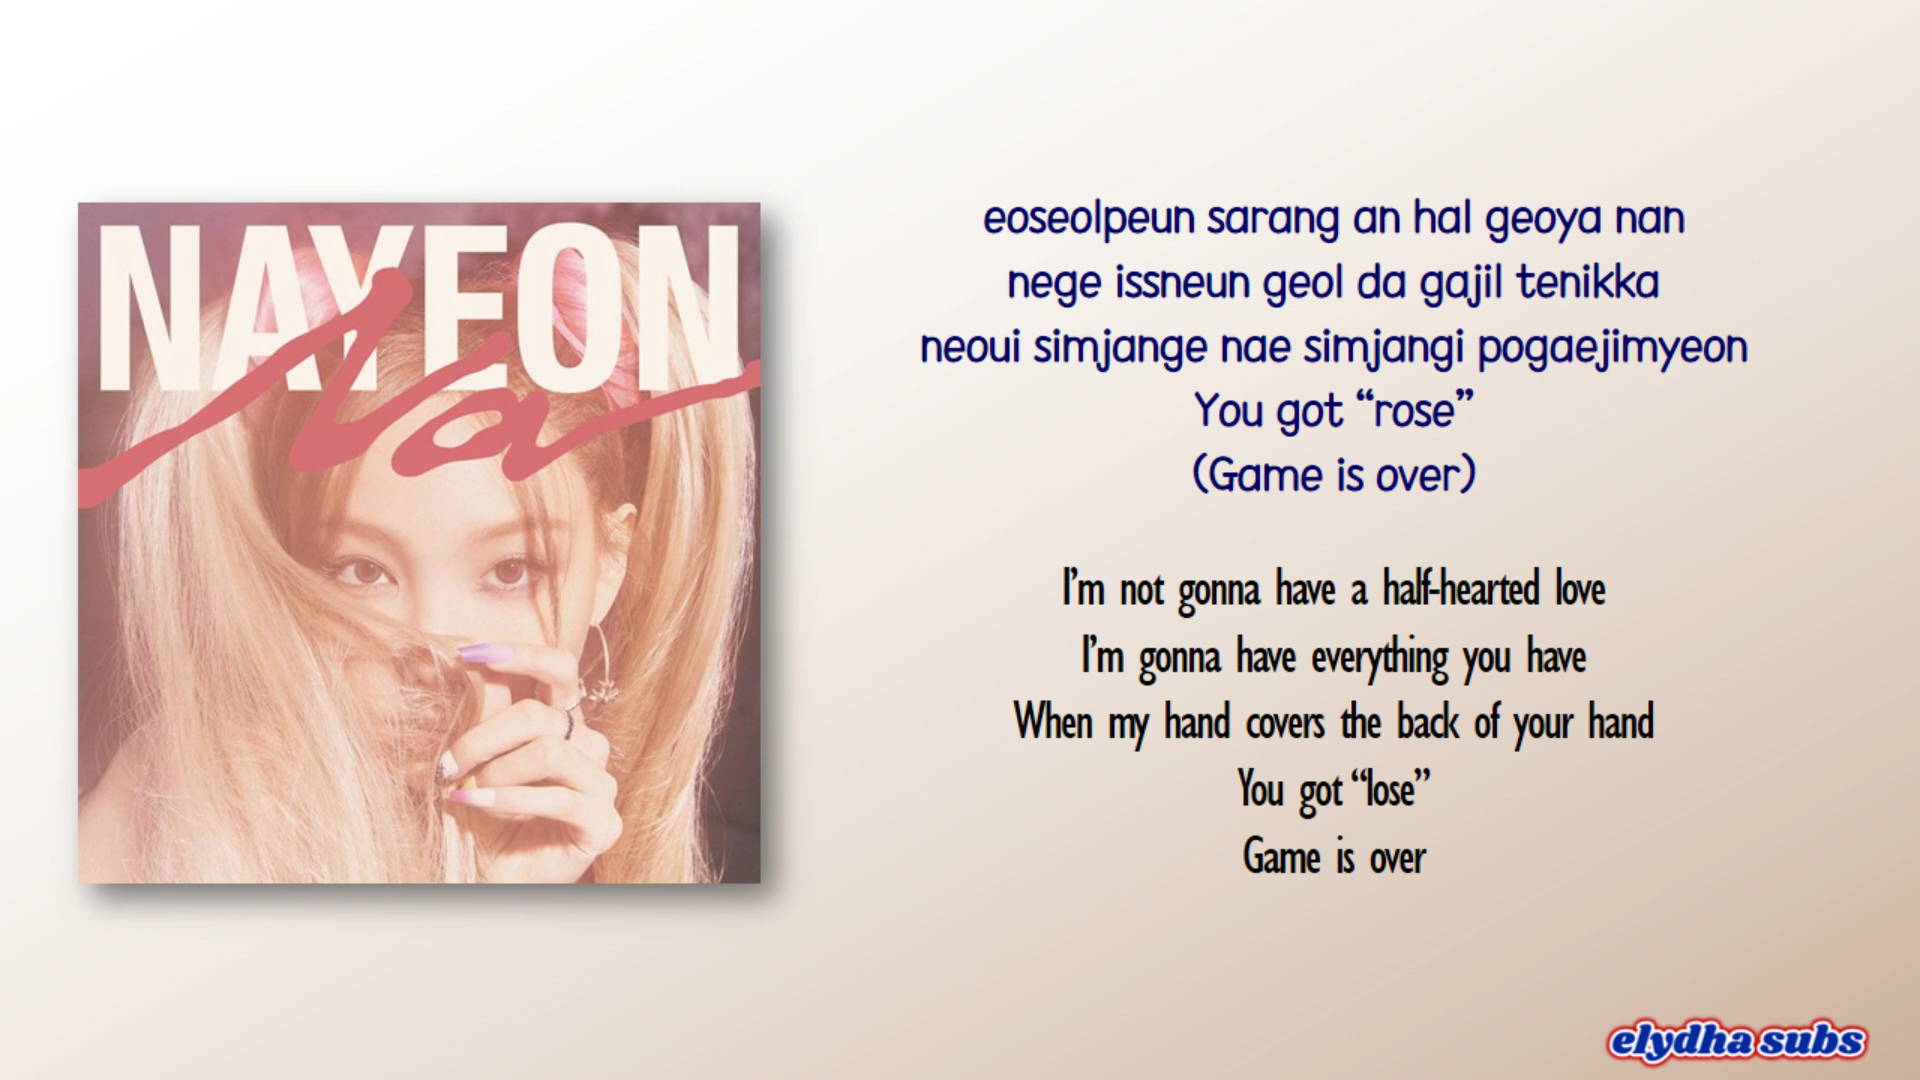 NAYEON
Na
eoseolpeun sarang an hal geoya nan
nege issneun geol da gajil tenikka
neoui simjange nae simjangi pogaejimyeon
You got “rose”
(Game is over)
I’m not gonna have a half-hearted love
I’m gonna have everything you have
When my hand covers the back of your hand
You got “lose”
Game is over
elydha subs